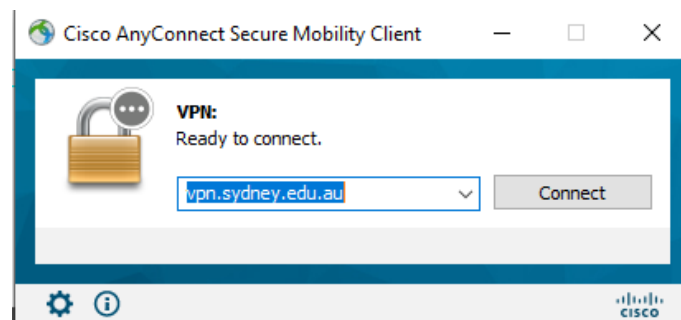 Cisco AnyConnect Secure Mobility Client
VPN:
Ready to connect.
vpn.sydney.edu.au
Connect
CISCO